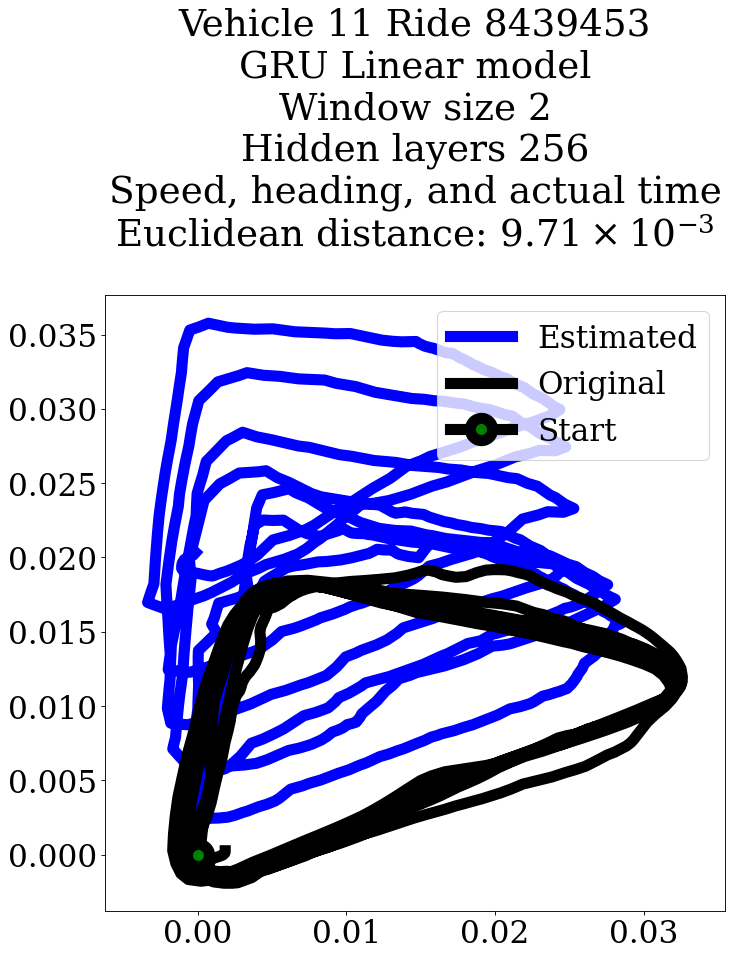 Vehicle 11 Ride 8439453
GRU Linear model
Window size 2
Hidden layers 256
Speed, heading, and actual time
Euclidean distance: 9.71 × 10⁻³
Estimated
Original
Start
0.035
0.030
0.025
0.020
0.015
0.010
0.005
0.000
0.00 0.01 0.02 0.03